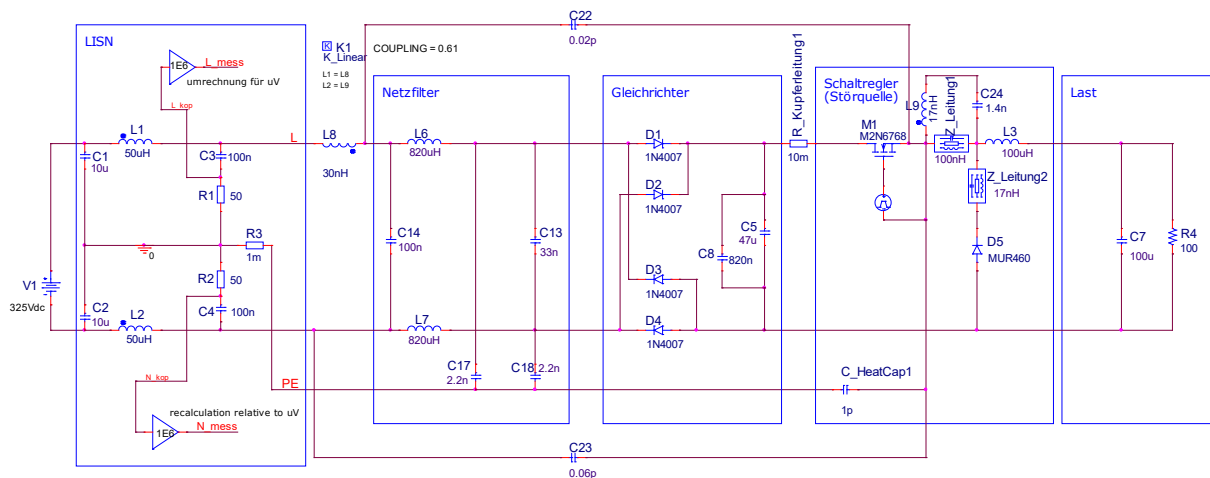 LISN
1E6
L_mess
umrechnung für uV
L_kop
L1
50uH
C1
10u
C3
100n
R1
50
0
R3
1m
R2
50
V1
325Vdc
C2
10u
C4
100n
L2
50uH
N_kop
recalculation relative to uV
1E6
N_mess
L
PE
K K1
K_Linear
COUPLING = 0.61
L1 = L8
L2 = L9
L8
30nH
C22
0.02p
Netzfilter
L6
820uH
C14
100n
C13
33n
L7
820uH
C17
2.2n
C18
2.2n
C23
0.06p
Gleichrichter
D1
1N4007
D2
1N4007
C5
47u
C8
820n
D3
1N4007
D4
1N4007
R_Kupferleitung1
10m
Schaltregler
(Störquelle)
M1
M2N6768
L9
17nH
Z_Leitung1
100nH
C24
1.4n
L3
100uH
Z_Leitung2
17nH
D5
MUR460
C_HeatCap1
1p
Last
C7
100u
R4
100